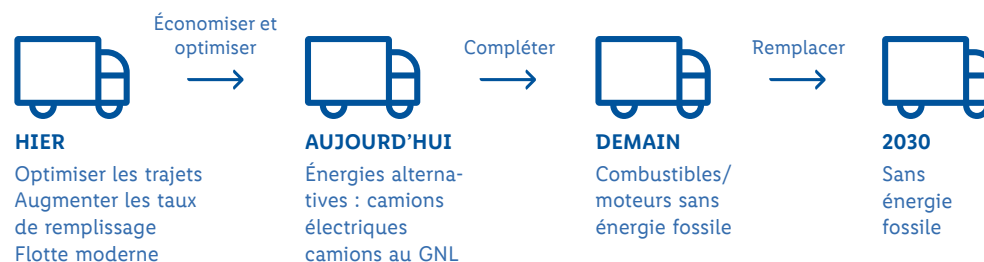 Économiser et
optimiser
Compléter
Remplacer
HIER
Optimiser les trajets
Augmenter les taux
de remplissage
Flotte moderne
AUJOURD'HUI
Énergies alterna-
tives : camions
électriques
camions au GNL
DEMAIN
Combustibles/
moteurs sans
énergie fossile
2030
Sans
énergie
fossile